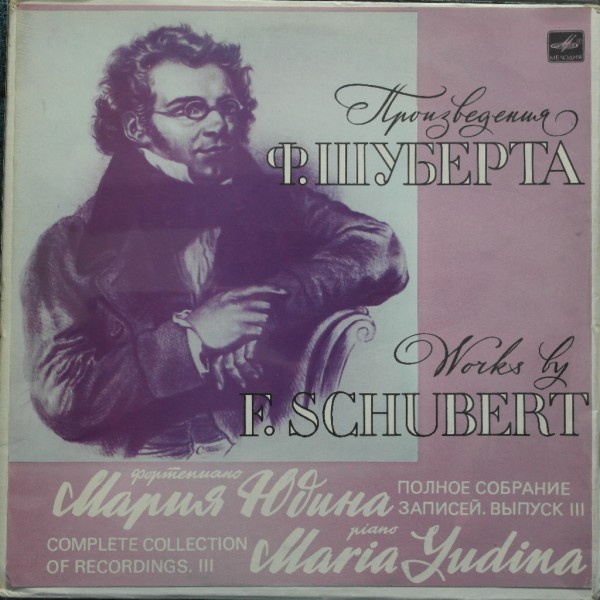 МЕЛОДИЯ
Произведения
Ф. ШУБЕРТА
Works by
F. SCHUBERT
фортепиано
Мария Юдина
ПОЛНОЕ СОБРАНИЕ
ЗАПИСЕЙ. ВЫПУСК III
COMPLETE COLLECTION
OF RECORDINGS. III
piano
Maria Yudina